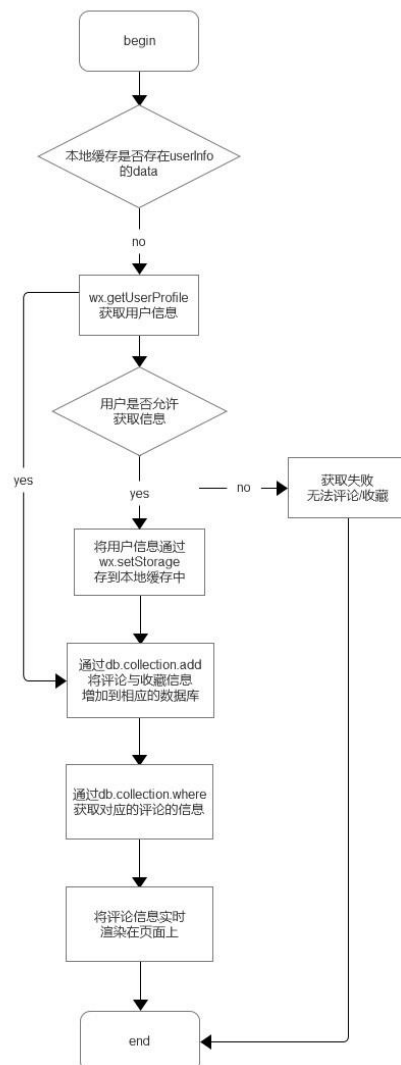 begin
本地缓存是否存在userInfo
的data
no
wx.getUserProfile
获取用户信息
用户是否允许
获取信息
yes
yes
no
获取失败
无法评论/收藏
将用户信息通过
wx.setStorage
存到本地缓存中
通过db.collection.add
将评论与收藏信息
增加到相应的数据库
通过db.collection.where
获取对应的评论的信息
将评论信息实时
渲染在页面上
end